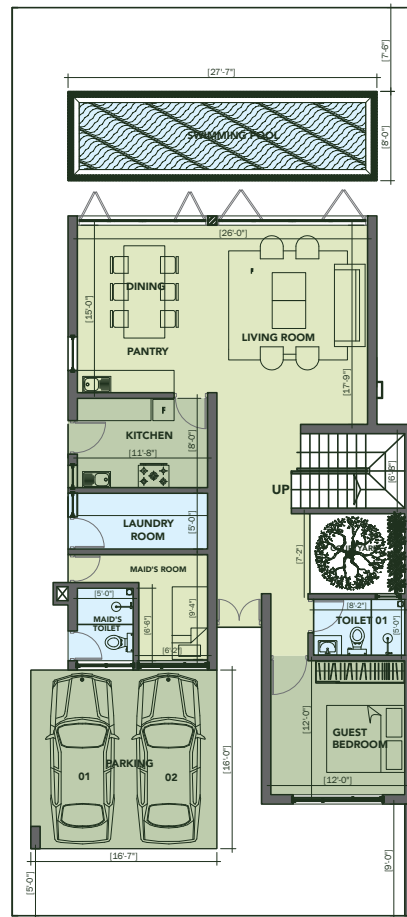 [7'-6"]
[27'-7"]
[8'-0"]
SWIMMING POOL
[26'-0"]
[15'-0"]
DINING
LIVING ROOM
PANTRY
[17'-9"]
F
KITCHEN
[8'-0"]
[11'-8"]
[6'-8"]
UP
[5'-0"]
LAUNDRY
ROOM
[7'-2"]
MAID'S ROOM
[5'-0"]
[9'-4"]
[8'-2"]
MAID'S
TOILET
[6'-6"]
TOILET 01
[5'-0"]
[6'-2"]
[12'-0"]
GUEST
BEDROOM
PARKING
01
02
[16'-0"]
[12'-0"]
[16'-7"]
[5'-0"]
[9'-0"]